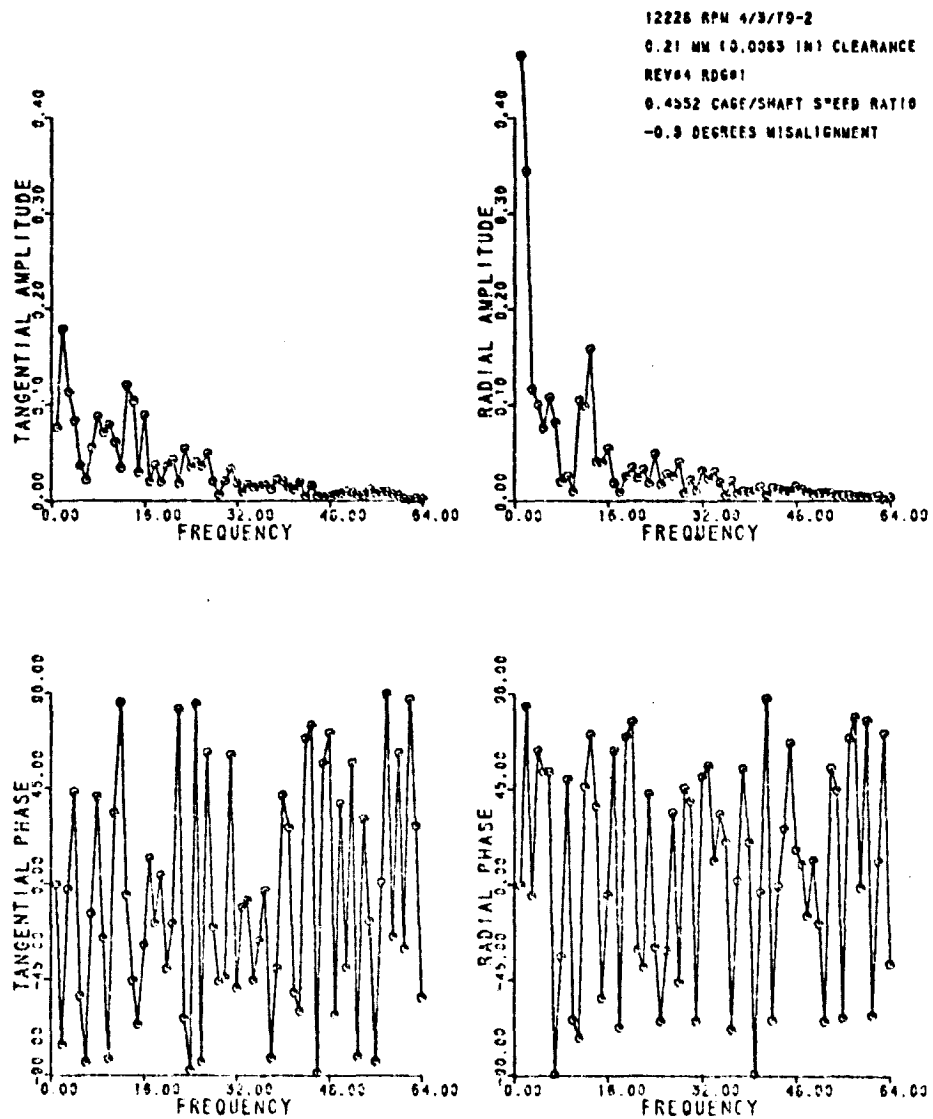 12228 RPM 4/3/79-2
0.21 MM (0.0083 IN) CLEARANCE
REV#4 RDG#1
0.4552 CAGE/SHAFT SPEED RATIO
-0.3 DEGREES MISALIGNMENT
TANGENTIAL AMPLITUDE
0.40
0.30
0.20
0.10
0.00
0.00 16.00 32.00 48.00 64.00
FREQUENCY
RADIAL AMPLITUDE
0.40
0.30
0.20
0.10
0.00
0.00 16.00 32.00 48.00 64.00
FREQUENCY
TANGENTIAL PHASE
90.00
45.00
0.00
-45.00
-90.00
0.00 16.00 32.00 48.00 64.00
FREQUENCY
RADIAL PHASE
90.00
45.00
0.00
-45.00
-90.00
0.00 16.00 32.00 48.00 64.00
FREQUENCY